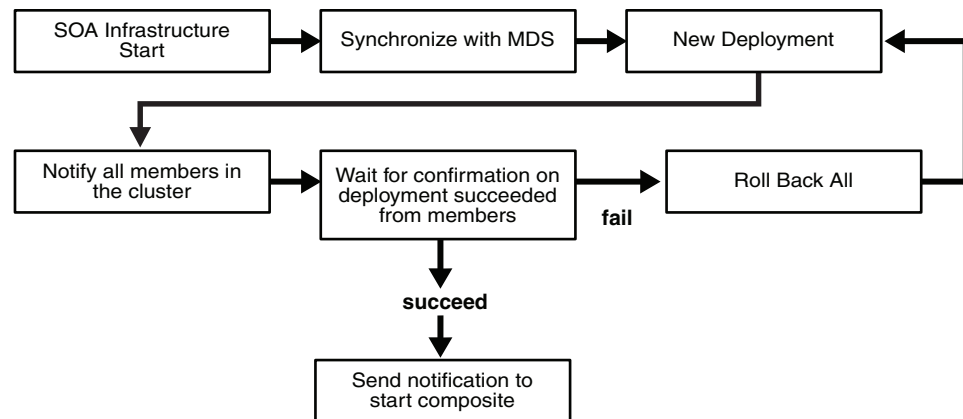 SOA Infrastructure
Start
Synchronize with MDS
New Deployment
Notify all members in
the cluster
Wait for confirmation on
deployment succeeded
from members
fail
Roll Back All
succeed
Send notification to
start composite